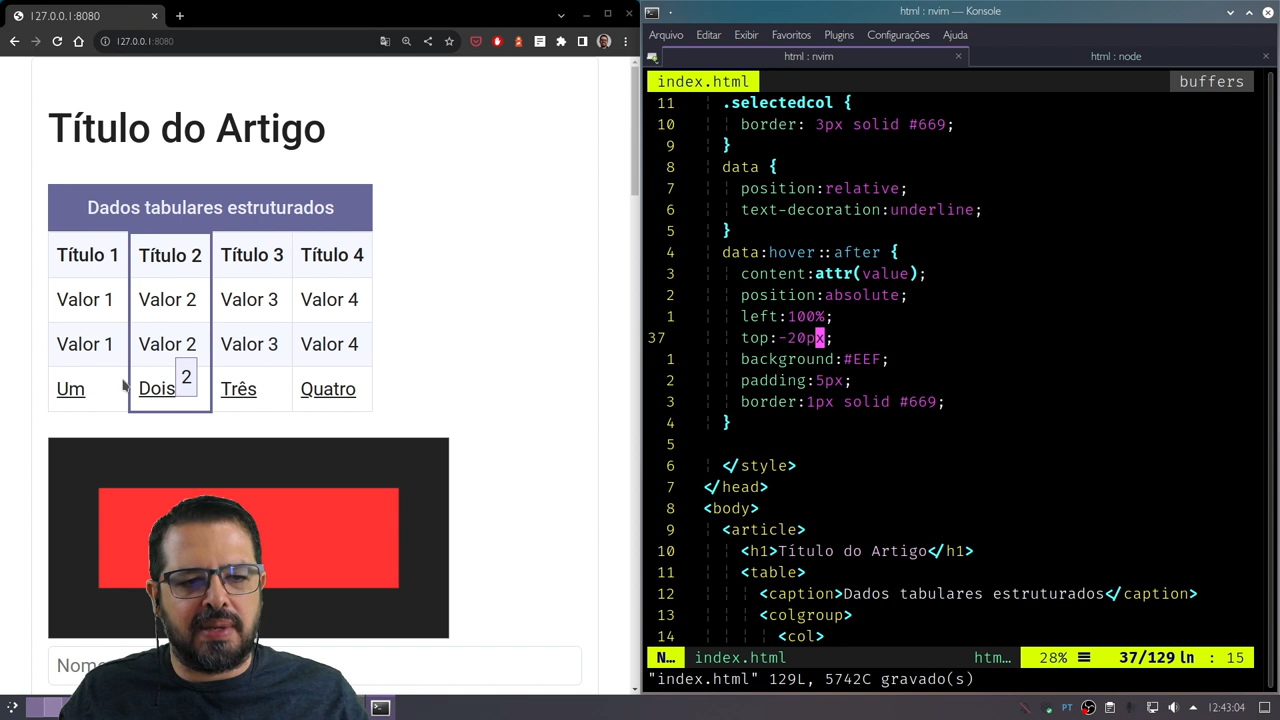 127.0.0.1:8080
127.0.0.1:8080
Título do Artigo
Dados tabulares estruturados
Título 1 Título 2 Título 3 Título 4
Valor 1 Valor 2 Valor 3 Valor 4
Valor 1 Valor 2 Valor 3 Valor 4
Um Dois 2 Três Quatro
Nome
html : nvim — Konsole
Arquivo Editar Exibir Favoritos Plugins Configurações Ajuda
html : nvim html : node
index.html buffers
11 .selectedcol {
10 border: 3px solid #669;
9 }
8 data {
7 position:relative;
6 text-decoration:underline;
5 }
4 data:hover::after {
3 content:attr(value);
2 position:absolute;
1 left:100%;
37 top:-20px;
1 background:#EEF;
2 padding:5px;
3 border:1px solid #669;
4 }
5
6 </style>
7 </head>
8 <body>
9 <article>
10 <h1>Título do Artigo</h1>
11 <table>
12 <caption>Dados tabulares estruturados</caption>
13 <colgroup>
14 <col>
N… index.html htm… 28% 37/129 ln : 15
"index.html" 129L, 5742C gravado(s)
PT 12:43:04